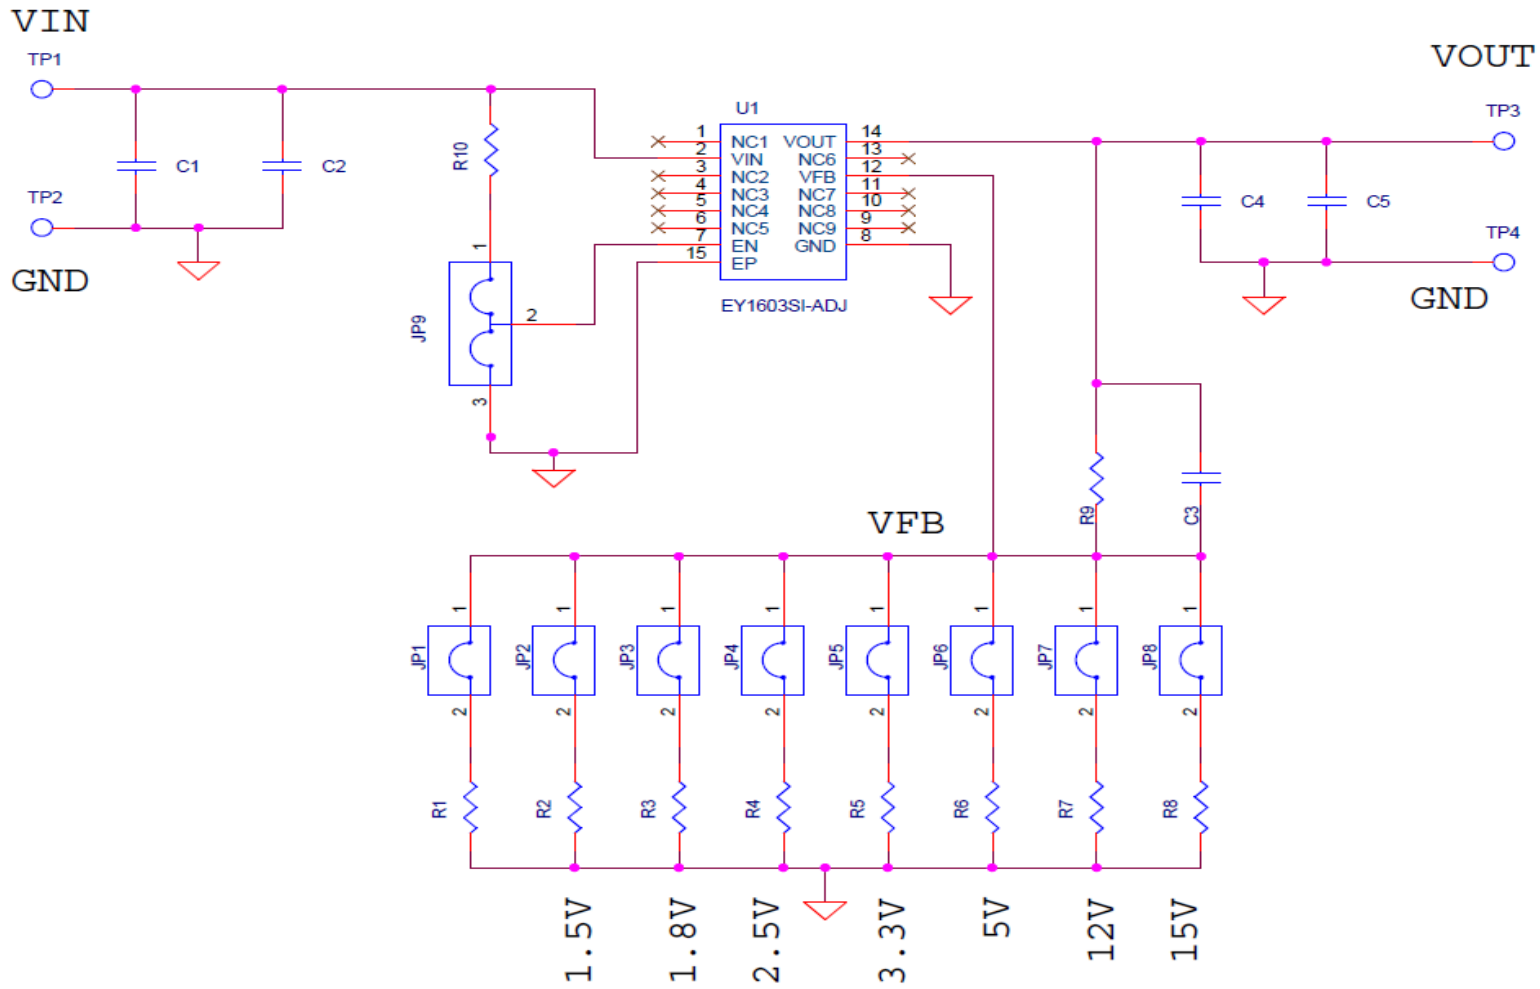 VIN
TP1
C1
C2
TP2
GND
R10
1
JP9
2
3
U1
1 NC1 VOUT 14
2 VIN NC6 13
3 NC2 VFB 12
4 NC3 NC7 11
5 NC4 NC8 10
6 NC5 NC9 9
7 EN GND 8
15 EP
EY1603SI-ADJ
VOUT
TP3
C4
C5
TP4
GND
R9
C3
VFB
1 1 1 1 1 1 1 1
JP1 JP2 JP3 JP4 JP5 JP6 JP7 JP8
2 2 2 2 2 2 2 2
R1 R2 R3 R4 R5 R6 R7 R8
1.5V 1.8V 2.5V 3.3V 5V 12V 15V